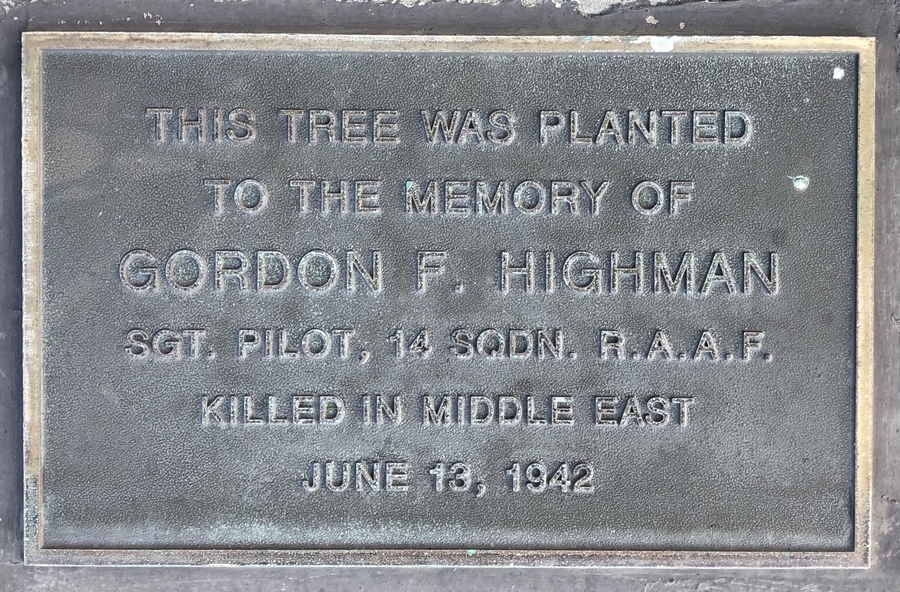 THIS TREE WAS PLANTED
TO THE MEMORY OF
GORDON F. HIGHMAN
SGT. PILOT, 14 SQDN. R.A.A.F.
KILLED IN MIDDLE EAST
JUNE 13, 1942